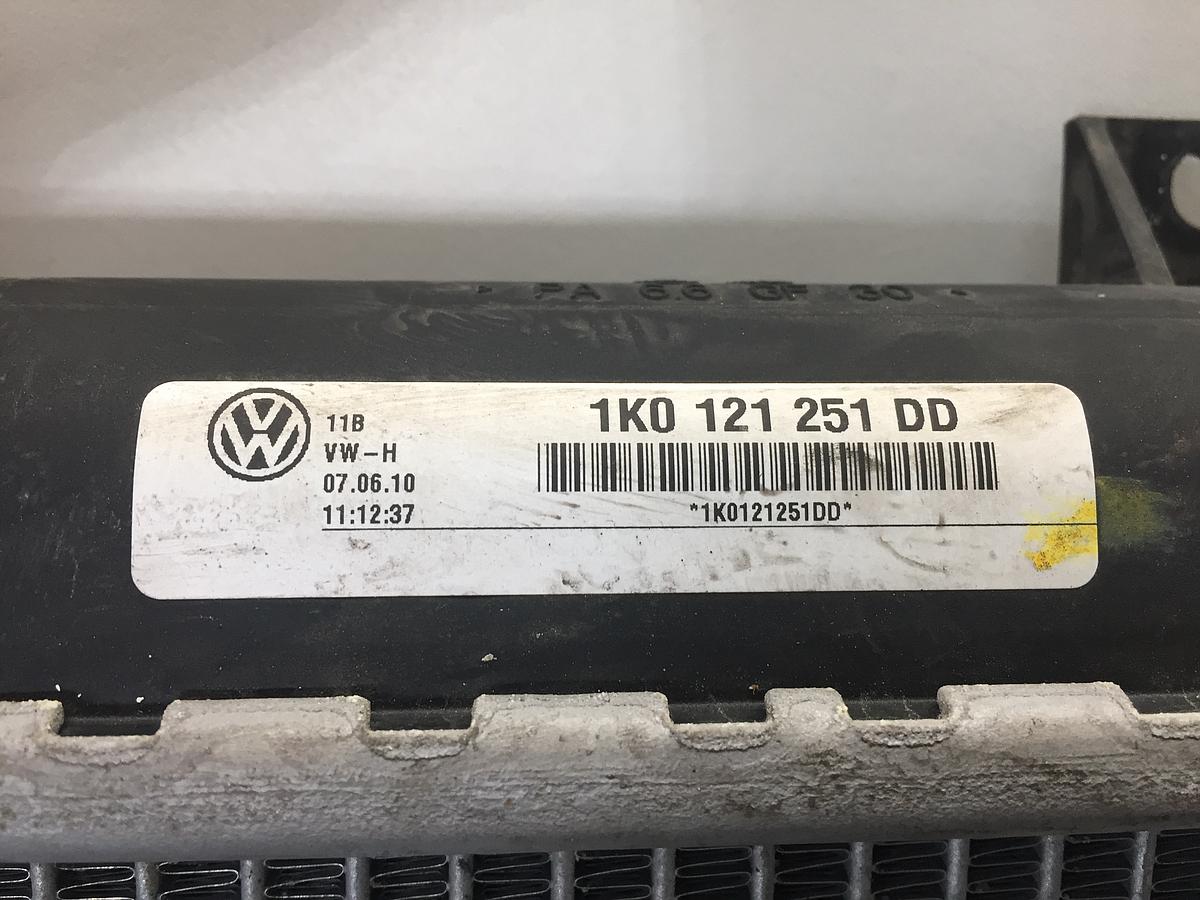 PA 6.6 GF 30
11B
VW-H
07.06.10
11:12:37
1K0 121 251 DD
*1K0121251DD*